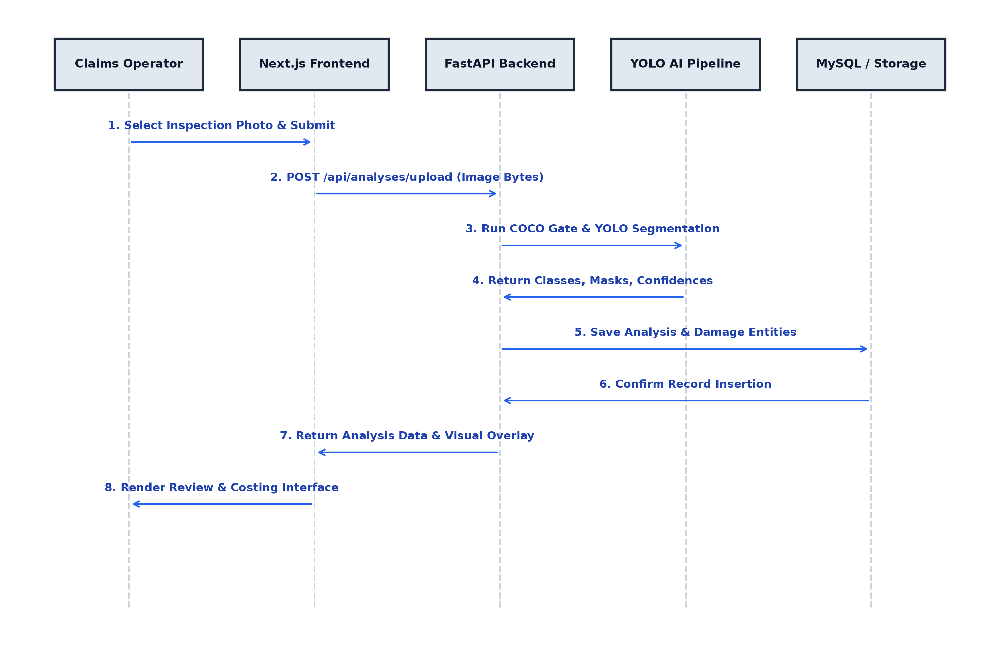 Claims Operator
Next.js Frontend
FastAPI Backend
YOLO AI Pipeline
MySQL / Storage
1. Select Inspection Photo & Submit
2. POST /api/analyses/upload (Image Bytes)
3. Run COCO Gate & YOLO Segmentation
4. Return Classes, Masks, Confidences
5. Save Analysis & Damage Entities
6. Confirm Record Insertion
7. Return Analysis Data & Visual Overlay
8. Render Review & Costing Interface